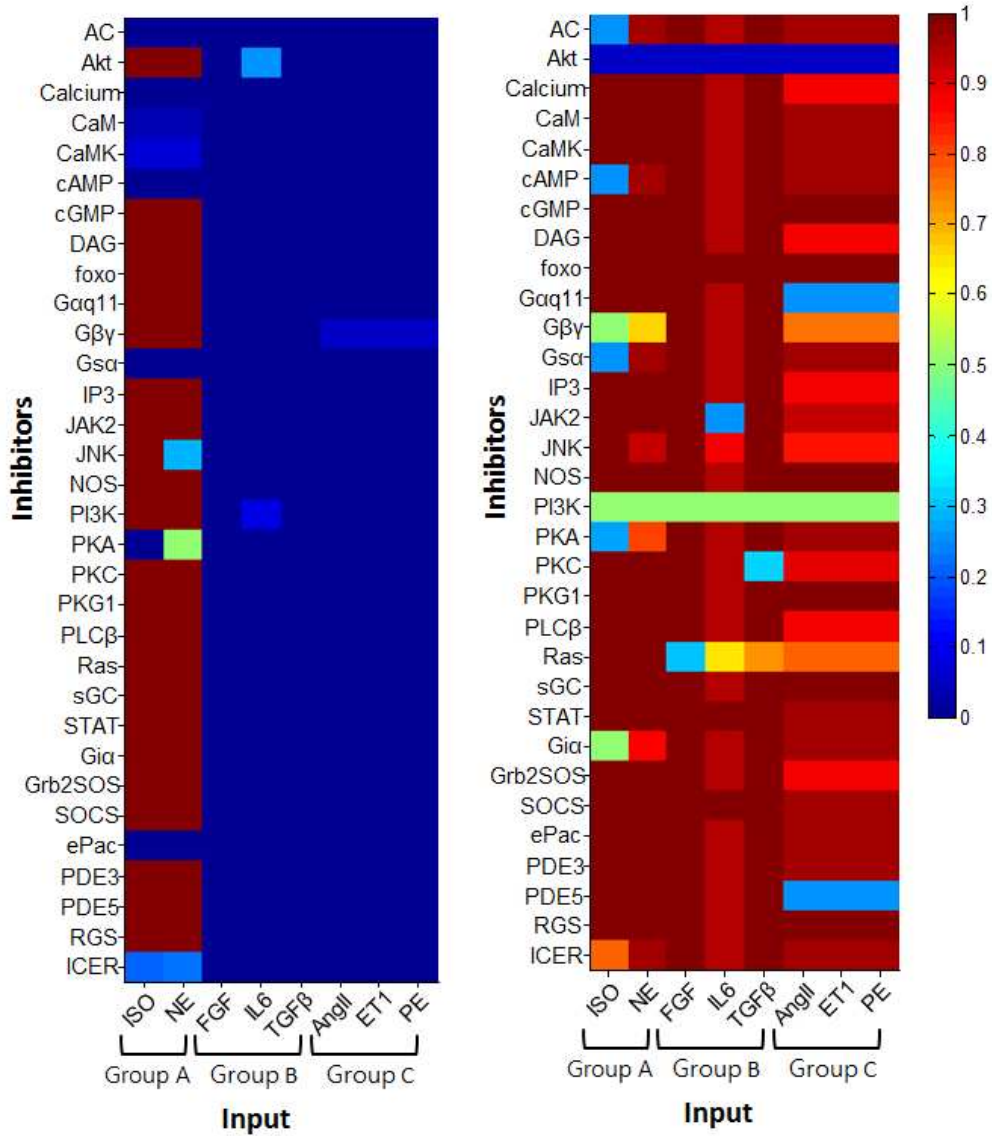 Inhibitors
AC
Akt
Calcium
CaM
CaMK
cAMP
cGMP
DAG
foxo
Gαq11
Gβγ
Gsα
IP3
JAK2
JNK
NOS
PI3K
PKA
PKC
PKG1
PLCβ
Ras
sGC
STAT
Giα
Grb2SOS
SOCS
ePac
PDE3
PDE5
RGS
ICER
ISO NE FGF IL6 TGFβ AngII ET1 PE
Group A Group B Group C
Input
Inhibitors
AC
Akt
Calcium
CaM
CaMK
cAMP
cGMP
DAG
foxo
Gαq11
Gβγ
Gsα
IP3
JAK2
JNK
NOS
PI3K
PKA
PKC
PKG1
PLCβ
Ras
sGC
STAT
Giα
Grb2SOS
SOCS
ePac
PDE3
PDE5
RGS
ICER
ISO NE FGF IL6 TGFβ AngII ET1 PE
Group A Group B Group C
Input
1
0.9
0.8
0.7
0.6
0.5
0.4
0.3
0.2
0.1
0